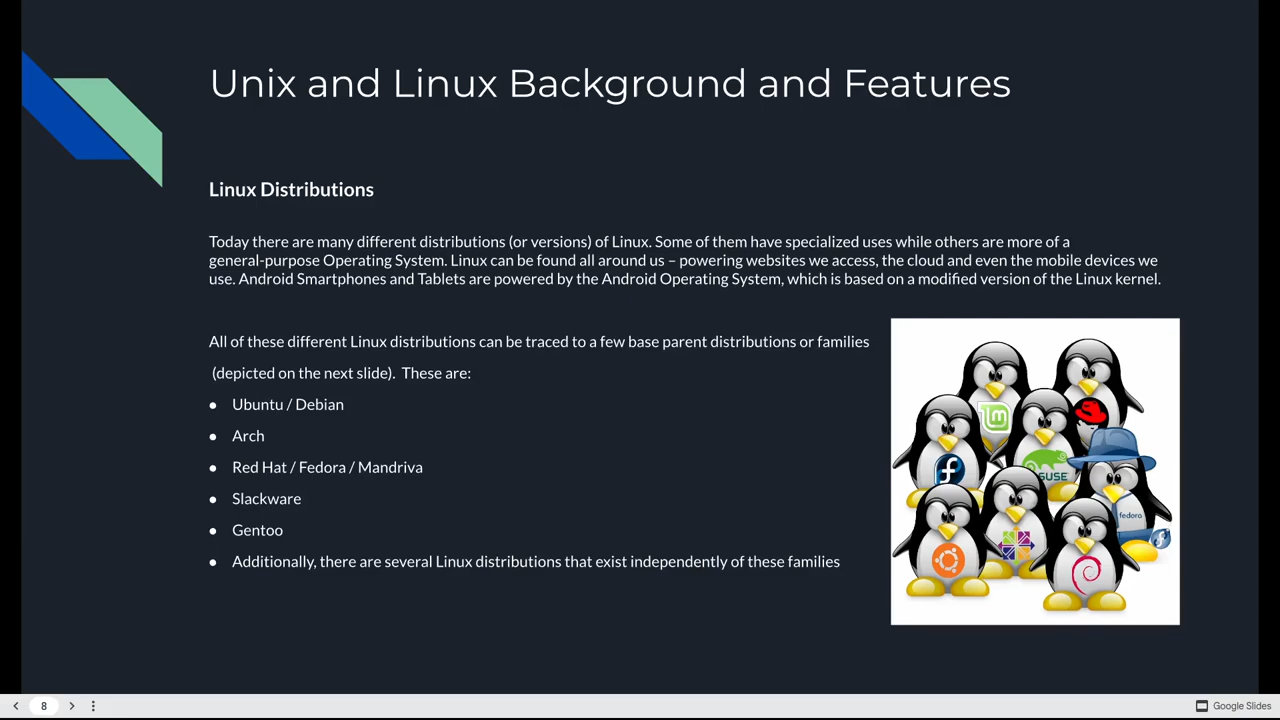 Unix and Linux Background and Features
Linux Distributions
Today there are many different distributions (or versions) of Linux. Some of them have specialized uses while others are more of a
general-purpose Operating System. Linux can be found all around us – powering websites we access, the cloud and even the mobile devices we
use. Android Smartphones and Tablets are powered by the Android Operating System, which is based on a modified version of the Linux kernel.
All of these different Linux distributions can be traced to a few base parent distributions or families
(depicted on the next slide). These are:
● Ubuntu / Debian
● Arch
● Red Hat / Fedora / Mandriva
● Slackware
● Gentoo
● Additionally, there are several Linux distributions that exist independently of these families
lm
SUSE
fedora
8
Google Slides